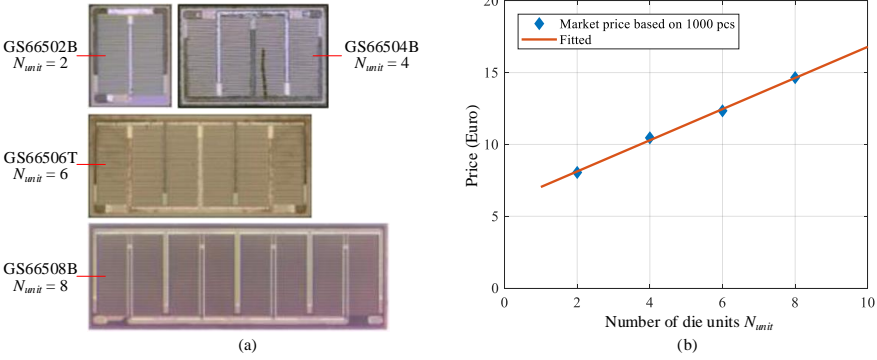 GS66502B
N_unit = 2
GS66504B
N_unit = 4
GS66506T
N_unit = 6
GS66508B
N_unit = 8
(a)
20
15
10
5
0
0
2
4
6
8
10
Price (Euro)
Market price based on 1000 pcs
Fitted
Number of die units N_unit
(b)